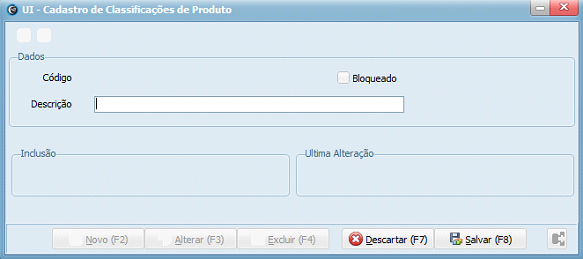 UI - Cadastro de Classificações de Produto
Dados
Código Bloqueado
Descrição
Inclusão Ultima Alteração
Novo (F2) Alterar (F3) Excluir (F4) Descartar (F7) Salvar (F8)